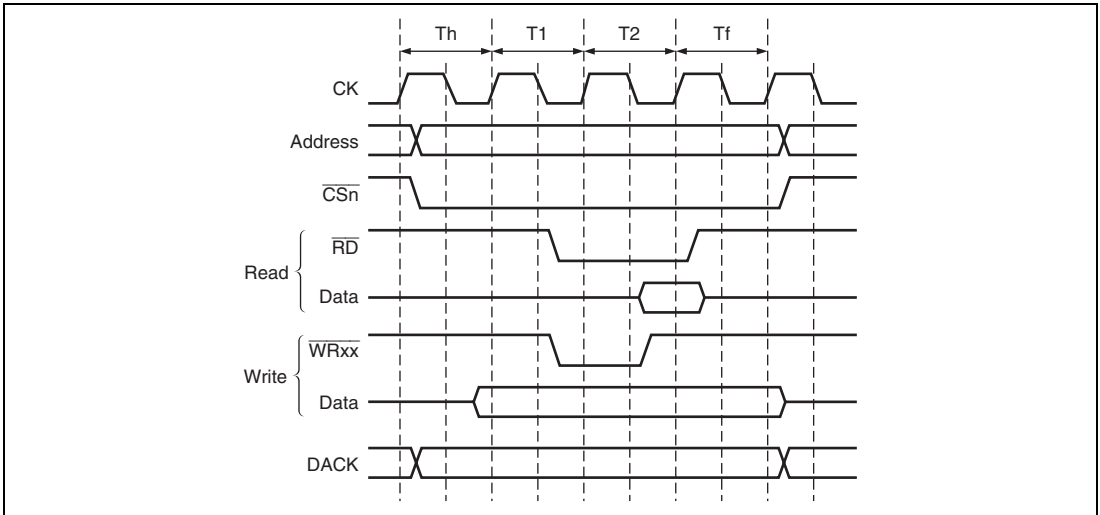 Th T1 T2 Tf
CK
Address
CSn
RD
Read
Data
WRxx
Write
Data
DACK